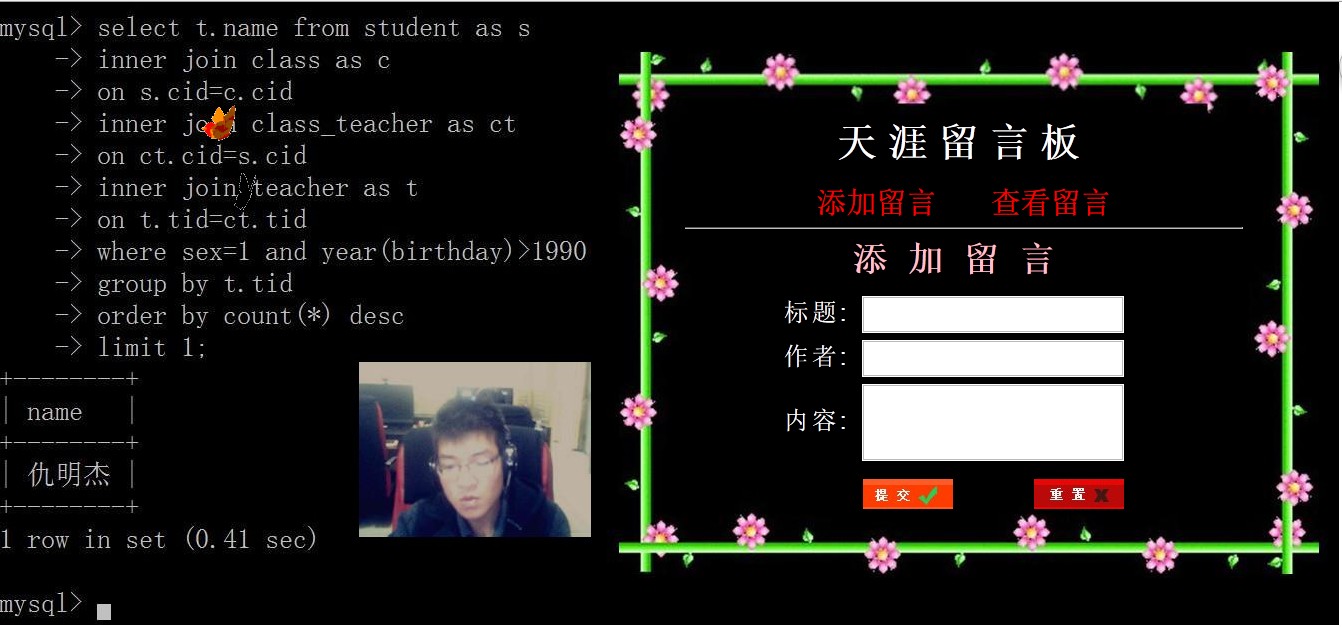 mysql> select t.name from student as s
-> inner join class as c
-> on s.cid=c.cid
-> inner join class_teacher as ct
-> on ct.cid=s.cid
-> inner join teacher as t
-> on t.tid=ct.tid
-> where sex=1 and year(birthday)>1990
-> group by t.tid
-> order by count(*) desc
-> limit 1;
+--------+
| name   |
+--------+
| 仇明杰 |
+--------+
1 row in set (0.41 sec)
mysql>
天涯留言板
添加留言 查看留言
添加留言
标题:
作者:
内容:
提交 重置